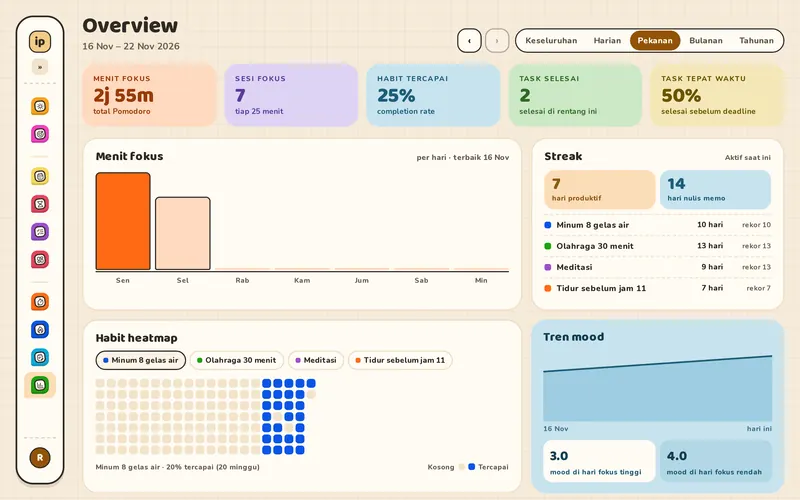 ip
»
R
Overview
16 Nov – 22 Nov 2026
‹
›
Keseluruhan
Harian
Pekanan
Bulanan
Tahunan
MENIT FOKUS
2j 55m
total Pomodoro
SESI FOKUS
7
tiap 25 menit
HABIT TERCAPAI
25%
completion rate
TASK SELESAI
2
selesai di rentang ini
TASK TEPAT WAKTU
50%
selesai sebelum deadline
Menit fokus
per hari · terbaik 16 Nov
Sen
Sel
Rab
Kam
Jum
Sab
Min
Streak
Aktif saat ini
7
hari produktif
14
hari nulis memo
Minum 8 gelas air 10 hari rekor 10
Olahraga 30 menit 13 hari rekor 13
Meditasi 9 hari rekor 13
Tidur sebelum jam 11 7 hari rekor 7
Habit heatmap
Minum 8 gelas air
Olahraga 30 menit
Meditasi
Tidur sebelum jam 11
Minum 8 gelas air · 20% tercapai (20 minggu)
Kosong
Tercapai
Tren mood
16 Nov
hari ini
3.0
mood di hari fokus tinggi
4.0
mood di hari fokus rendah